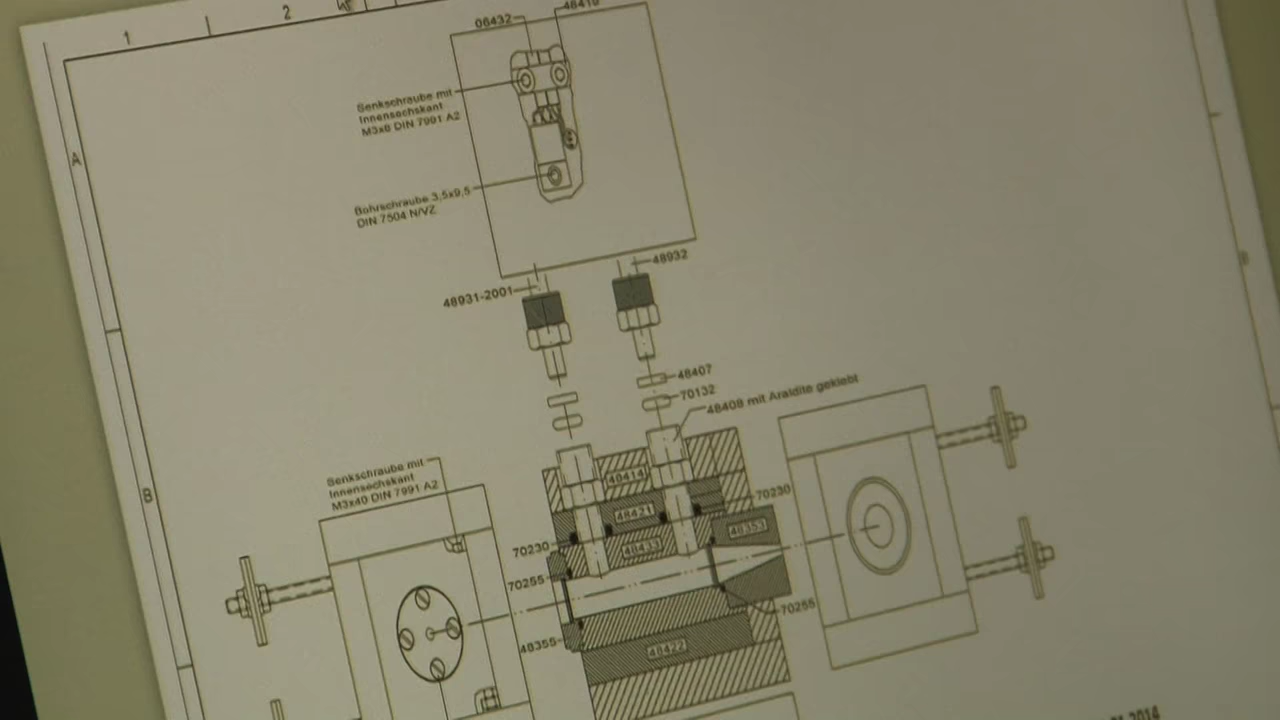 1
2
06432
48410
Senkschraube mit
Innensechskant
M3x8 DIN 7991 A2
A
Bohrschraube 3,5x9,5
DIN 7504 N/VZ
48932
48931-2001
48407
70132
48408 mit Araldite geklebt
B
Senkschraube mit
Innensechskant
M3x40 DIN 7991 A2
48414
70230
48421
48353
70230
48433
70255
70255
48355
48422
2014